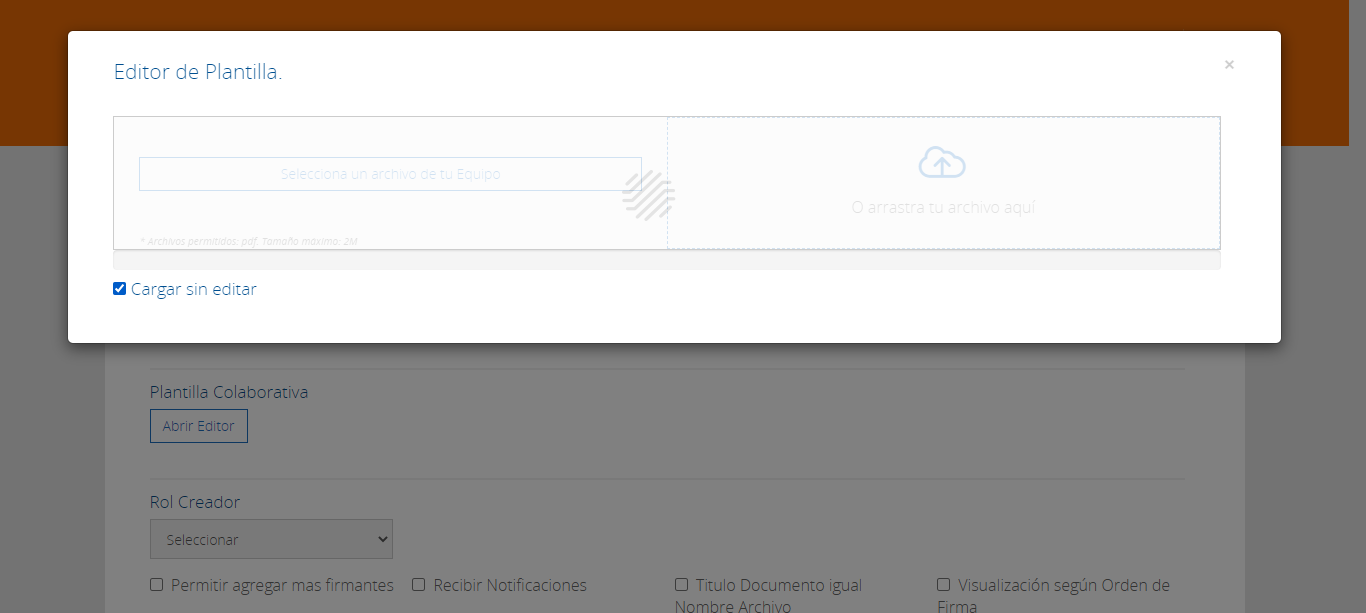 Editor de Plantilla.
×
Selecciona un archivo de tu Equipo
O arrastra tu archivo aquí
* Archivos permitidos: pdf. Tamaño maximo: 2M
Cargar sin editar
Plantilla Colaborativa
Abrir Editor
Rol Creador
Seleccionar
Permitir agregar mas firmantes
Recibir Notificaciones
Titulo Documento igual
Nombre Archivo
Visualización según Orden de
Firma